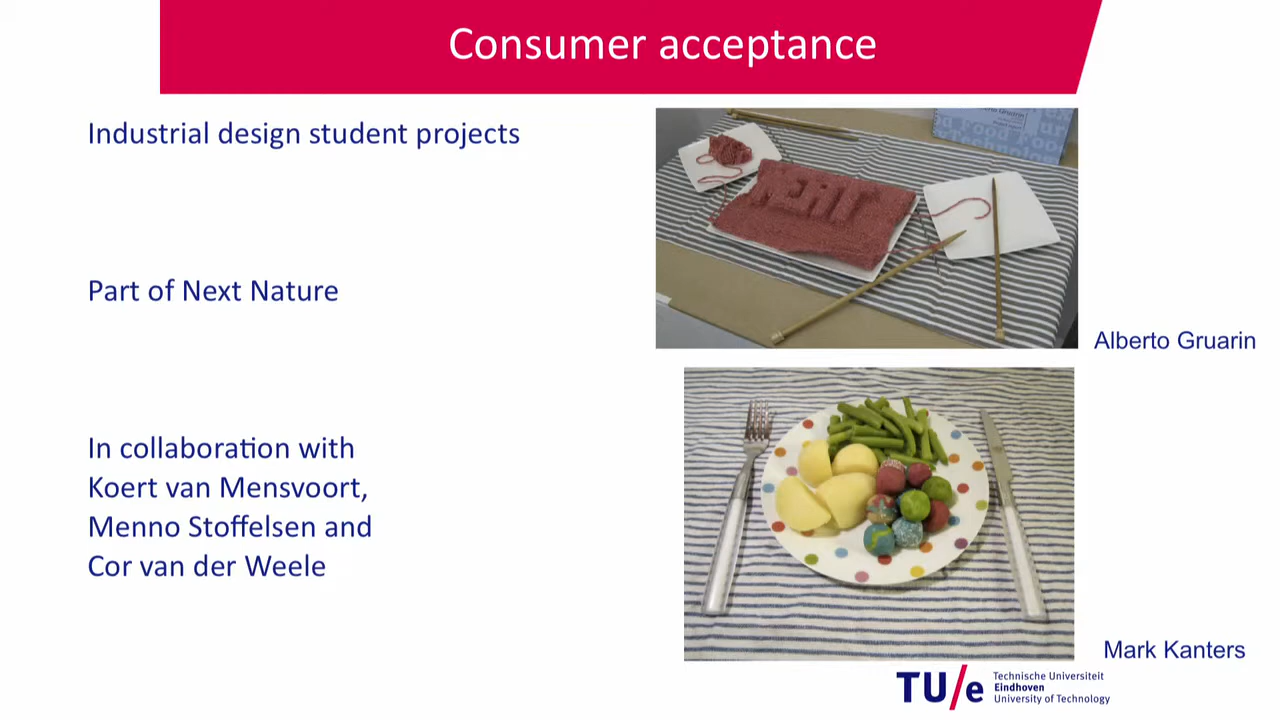 Consumer acceptance
Industrial design student projects
Part of Next Nature
In collaboration with
Koert van Mensvoort,
Menno Stoffelsen and
Cor van der Weele
MEAT
Alberto Gruarin
Mark Kanters
TU/e
Technische Universiteit
Eindhoven
University of Technology